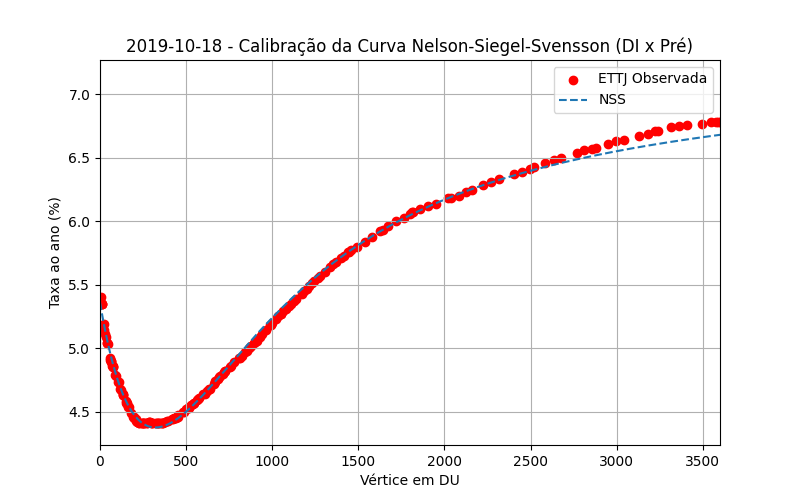 2019-10-18 - Calibração da Curva Nelson-Siegel-Svensson (DI x Pré)
ETTJ Observada
NSS
Taxa ao ano (%)
7.0
6.5
6.0
5.5
5.0
4.5
0 500 1000 1500 2000 2500 3000 3500
Vértice em DU